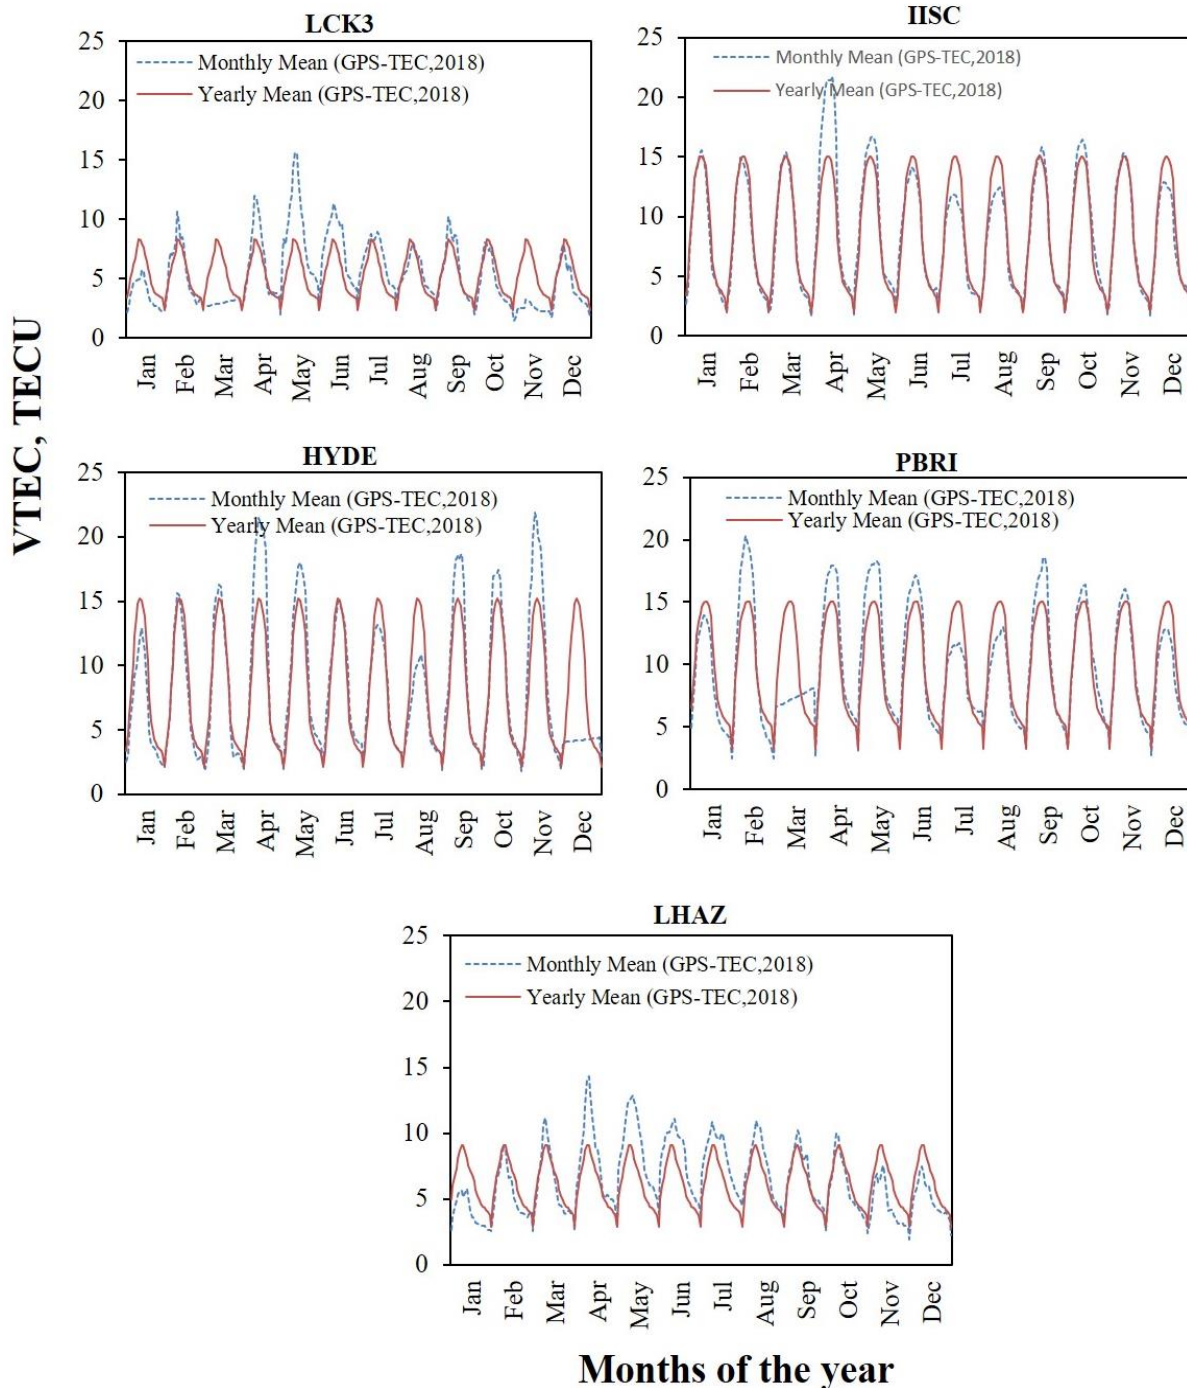 LCK3
25
20
15
10
5
0
Monthly Mean (GPS-TEC,2018)
Yearly Mean (GPS-TEC,2018)
Jan
Feb
Mar
Apr
May
Jun
Jul
Aug
Sep
Oct
Nov
Dec
IISC
25
20
15
10
5
0
Monthly Mean (GPS-TEC,2018)
Yearly Mean (GPS-TEC,2018)
Jan
Feb
Mar
Apr
May
Jun
Jul
Aug
Sep
Oct
Nov
Dec
VTEC, TECU
HYDE
25
20
15
10
5
0
Monthly Mean (GPS-TEC,2018)
Yearly Mean (GPS-TEC,2018)
Jan
Feb
Mar
Apr
May
Jun
Jul
Aug
Sep
Oct
Nov
Dec
PBRI
25
20
15
10
5
0
Monthly Mean (GPS-TEC,2018)
Yearly Mean (GPS-TEC,2018)
Jan
Feb
Mar
Apr
May
Jun
Jul
Aug
Sep
Oct
Nov
Dec
LHAZ
25
20
15
10
5
0
Monthly Mean (GPS-TEC,2018)
Yearly Mean (GPS-TEC,2018)
Jan
Feb
Mar
Apr
May
Jun
Jul
Aug
Sep
Oct
Nov
Dec
Months of the year